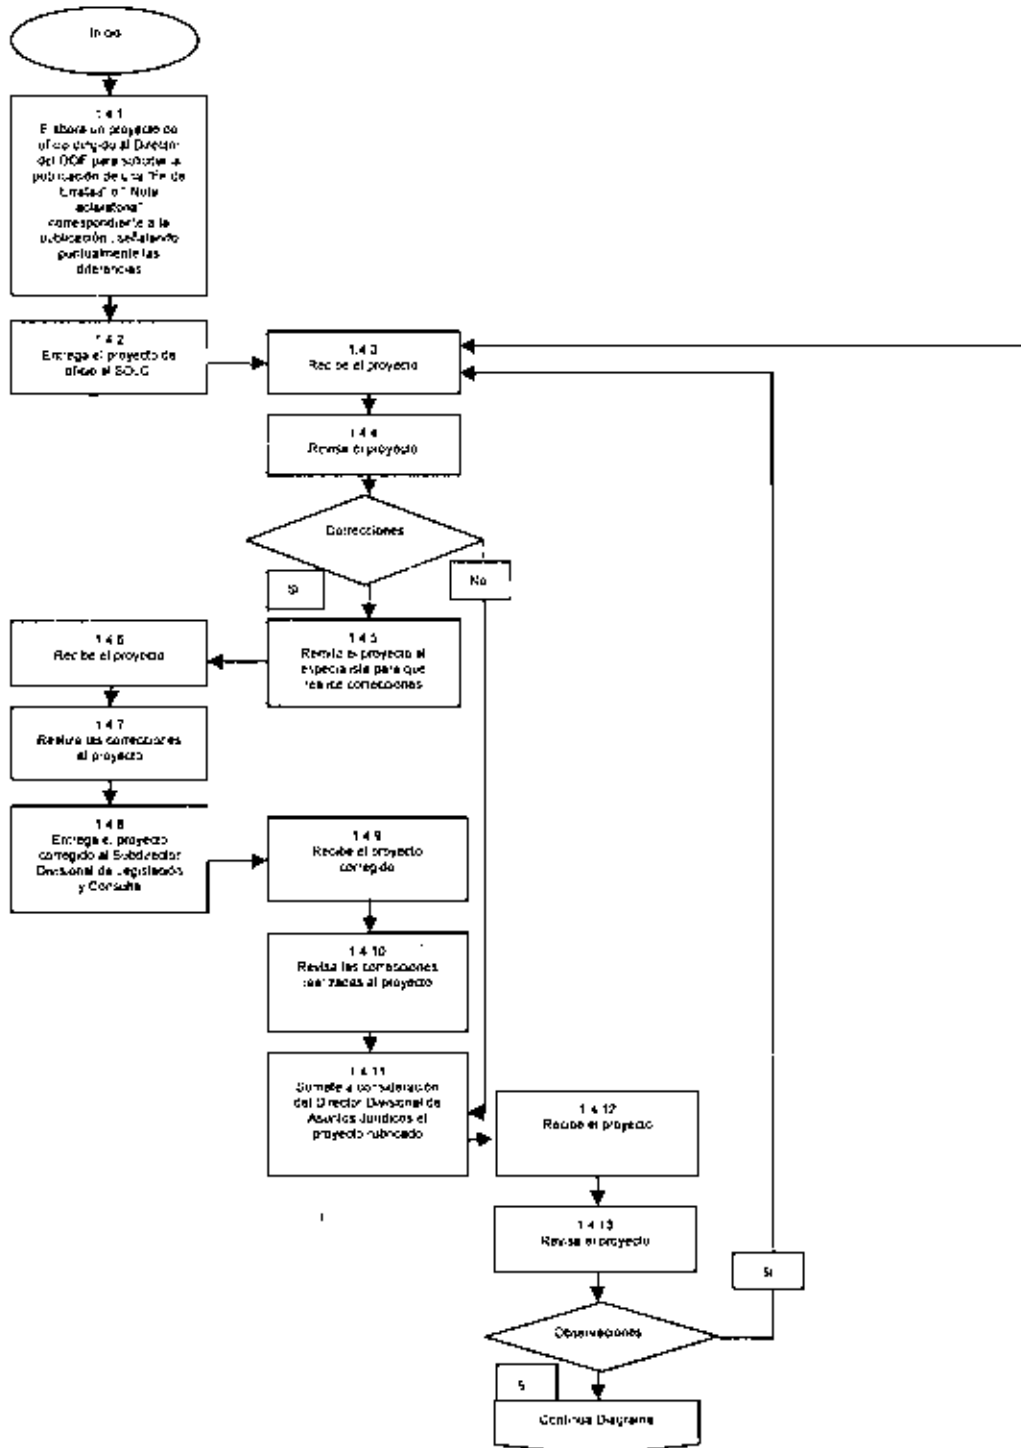 Inicio
1.4.1
Elabora un proyecto de
oficio dirigido al Director
del DOF para solicitar la
publicación de una "Fe de
Erratas" o "Nota
aclaratoria"
correspondiente a la
publicación, señalando
puntualmente las
diferencias
1.4.2
Entrega el proyecto de
oficio al SDLC
1.4.3
Recibe el proyecto
1.4.4
Revisa el proyecto
Correcciones
Si
No
1.4.5
Remite el proyecto al
especialista para que
realice correcciones
1.4.6
Recibe el proyecto
1.4.7
Realiza las correcciones
al proyecto
1.4.8
Entrega el proyecto
corregido al Subdirector
Divisional de Legislación
y Consulta
1.4.9
Recibe el proyecto
corregido
1.4.10
Revisa las correcciones
realizadas al proyecto
1.4.11
Somete a consideración
del Director Divisional de
Asuntos Jurídicos el
proyecto rubricado
1.4.12
Recibe el proyecto
1.4.13
Revisa el proyecto
Si
Observaciones
Continua Diagrama